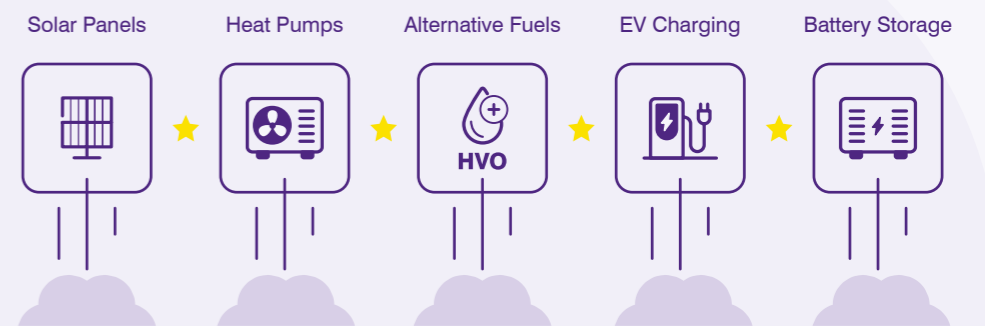 Solar Panels
Heat Pumps
Alternative Fuels
EV Charging
Battery Storage
HVO